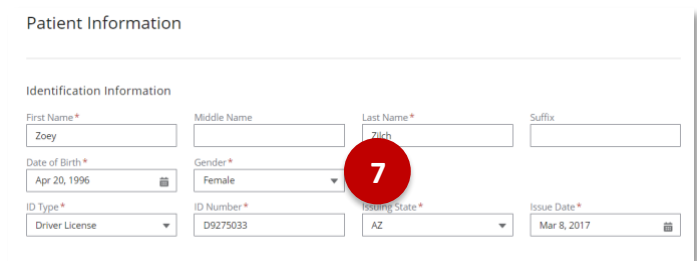 Patient Information
Identification Information
First Name* Middle Name Last Name* Suffix
Zoey Zilch
Date of Birth* Gender*
Apr 20, 1996 Female 7
ID Type* ID Number* Issuing State* Issue Date*
Driver License D9275033 AZ Mar 8, 2017